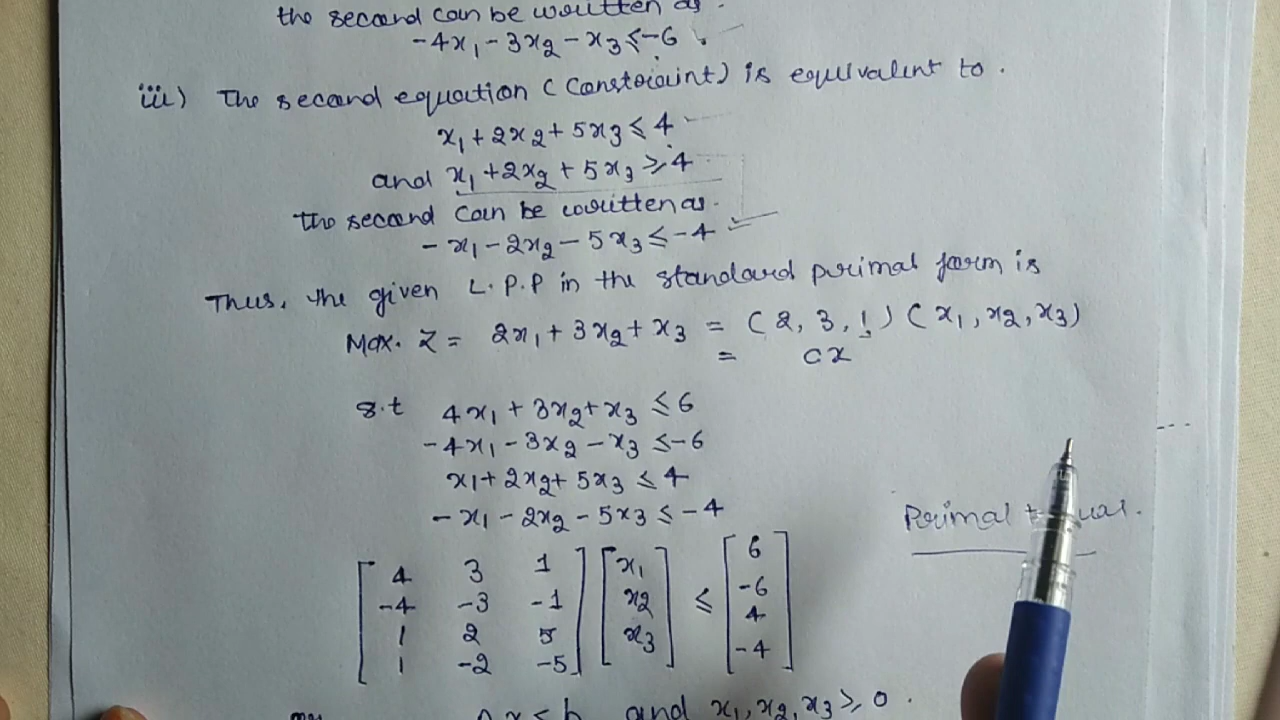 the second can be written as.
-4x₁ - 3x₂ - x₃ ≤ -6
iii) The second equation (constraint) is equivalent to.
x₁ + 2x₂ + 5x₃ ≤ 4
and x₁ + 2x₂ + 5x₃ ≥ 4
the second can be written as.
- x₁ - 2x₂ - 5x₃ ≤ -4
Thus, the given L.P.P in the standard primal form is
Max. Z = 2x₁ + 3x₂ + x₃ = (2, 3, 1) (x₁, x₂, x₃)
= cx
s.t 4x₁ + 3x₂ + x₃ ≤ 6
-4x₁ - 3x₂ - x₃ ≤ -6
x₁ + 2x₂ + 5x₃ ≤ 4
- x₁ - 2x₂ - 5x₃ ≤ -4
Primal to
[4 3 1] [x₁] [6]
[-4 -3 -1] [x₂] ≤ [-6]
[1 2 5] [x₃] [4]
[1 -2 -5] [-4]
Ax ≤ b and x₁, x₂, x₃ ≥ 0.